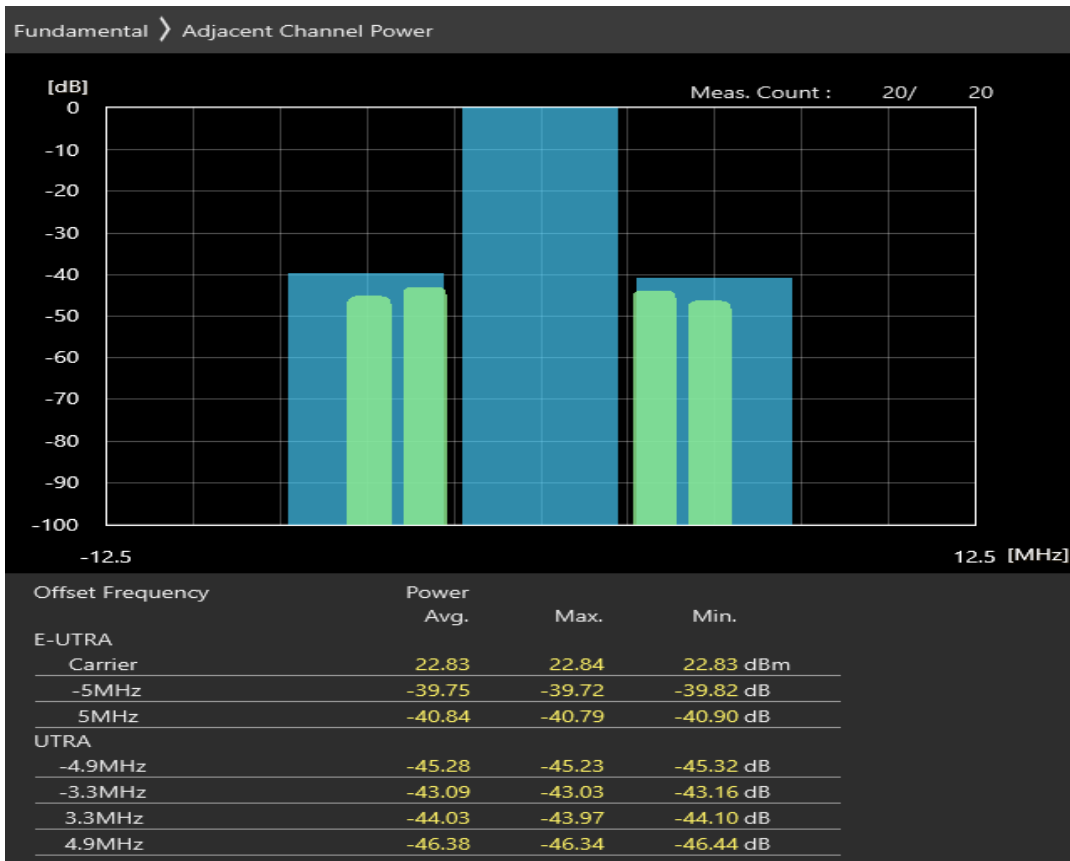 Fundamental 〉 Adjacent Channel Power
[dB]
Meas. Count : 20/ 20
0
-10
-20
-30
-40
-50
-60
-70
-80
-90
-100
-12.5 12.5 [MHz]
Offset Frequency Power
Avg. Max. Min.
E-UTRA
Carrier 22.83 22.84 22.83 dBm
-5MHz -39.75 -39.72 -39.82 dB
5MHz -40.84 -40.79 -40.90 dB
UTRA
-4.9MHz -45.28 -45.23 -45.32 dB
-3.3MHz -43.09 -43.03 -43.16 dB
3.3MHz -44.03 -43.97 -44.10 dB
4.9MHz -46.38 -46.34 -46.44 dB